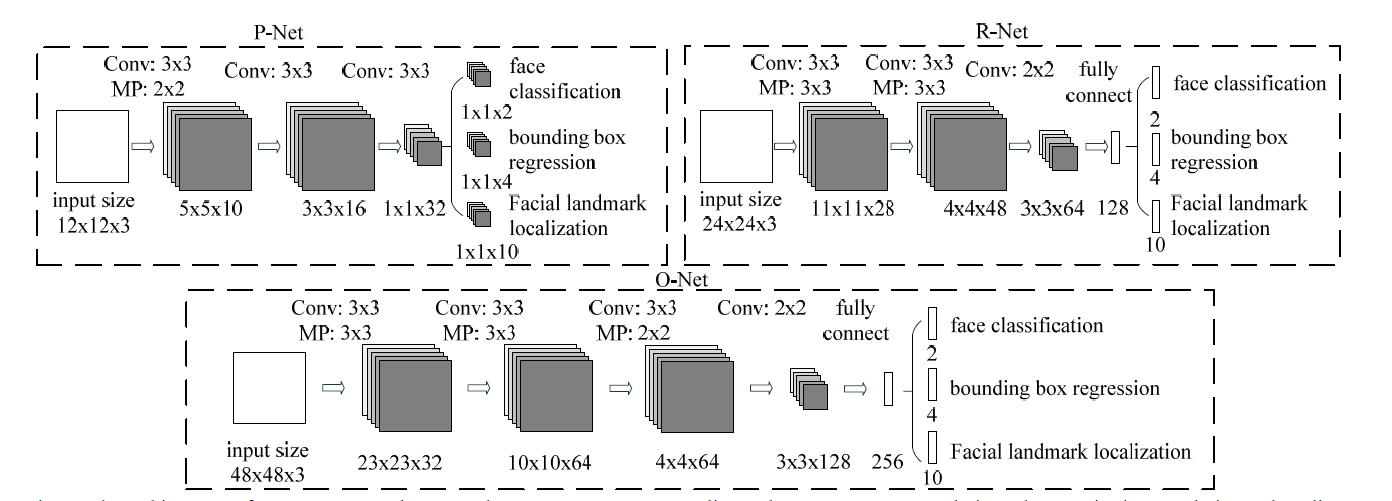 P-Net
Conv: 3x3
MP: 2x2
Conv: 3x3
Conv: 3x3
face
classification
1x1x2
bounding box
regression
1x1x4
Facial landmark
localization
1x1x10
input size
12x12x3
5x5x10
3x3x16
1x1x32
R-Net
Conv: 3x3
MP: 3x3
Conv: 3x3
MP: 3x3
Conv: 2x2
fully
connect
face classification
2
bounding box
regression
4
Facial landmark
localization
10
input size
24x24x3
11x11x28
4x4x48
3x3x64
128
O-Net
Conv: 3x3
MP: 3x3
Conv: 3x3
MP: 3x3
Conv: 3x3
MP: 2x2
Conv: 2x2
fully
connect
face classification
2
bounding box regression
4
Facial landmark localization
10
input size
48x48x3
23x23x32
10x10x64
4x4x64
3x3x128
256